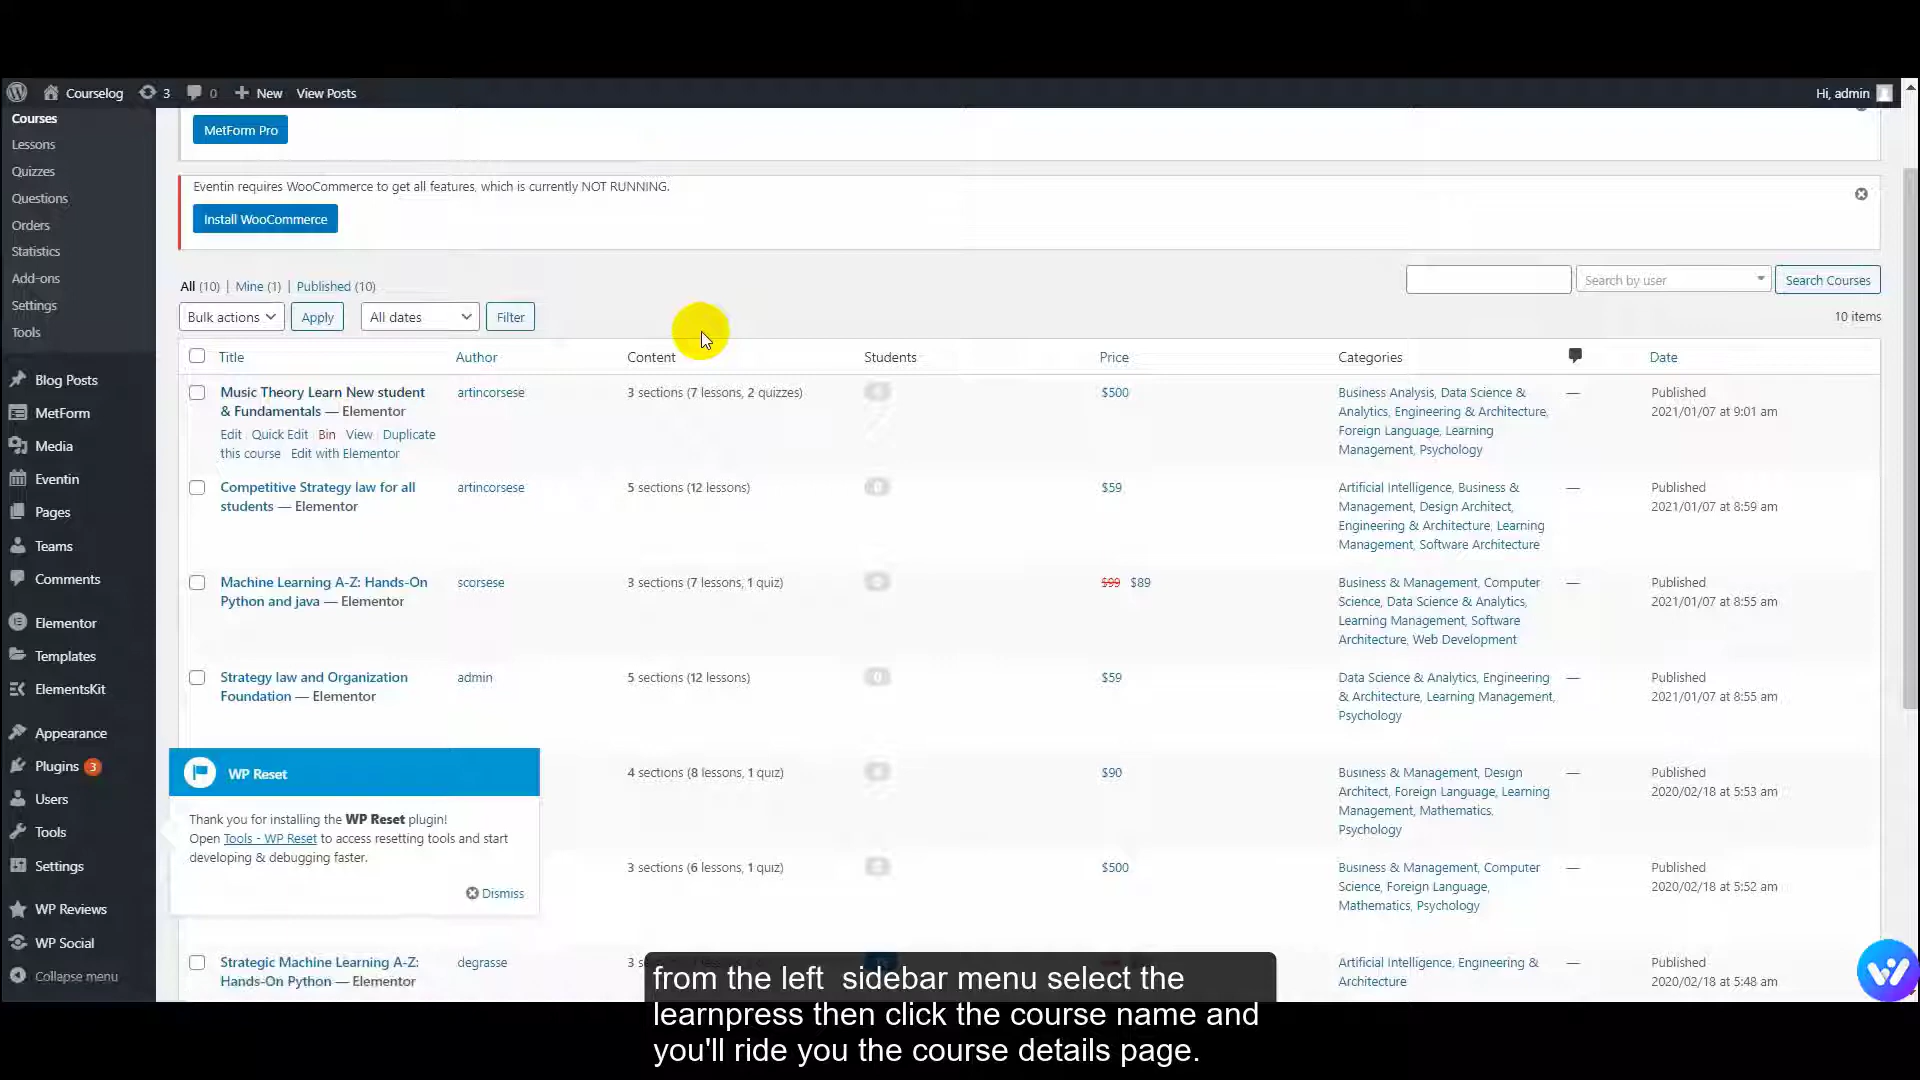 Courselog 3 0 New View Posts Hi, admin
Courses
Lessons
Quizzes
Questions
Orders
Statistics
Add-ons
Settings
Tools
Blog Posts
MetForm
Media
Eventin
Pages
Teams
Comments
Elementor
Templates
ElementsKit
Appearance
Plugins 3
Users
Tools
Settings
WP Reviews
WP Social
Collapse menu
MetForm Pro
Eventin requires WooCommerce to get all features, which is currently NOT RUNNING.
Install WooCommerce
All (10) | Mine (1) | Published (10)
Search by user Search Courses
Bulk actions Apply All dates Filter 10 items
Title Author Content Students Price Categories Date
Music Theory Learn New student artincorsese 3 sections (7 lessons, 2 quizzes) $500 Business Analysis, Data Science & — Published
& Fundamentals — Elementor Analytics, Engineering & Architecture, 2021/01/07 at 9:01 am
Edit | Quick Edit | Bin | View | Duplicate Foreign Language, Learning
this course | Edit with Elementor Management, Psychology
Competitive Strategy law for all artincorsese 5 sections (12 lessons) 0 $59 Artificial Intelligence, Business & — Published
students — Elementor Management, Design Architect, 2021/01/07 at 8:59 am
Engineering & Architecture, Learning
Management, Software Architecture
Machine Learning A-Z: Hands-On scorsese 3 sections (7 lessons, 1 quiz) $99 $89 Business & Management, Computer — Published
Python and java — Elementor Science, Data Science & Analytics, 2021/01/07 at 8:55 am
Learning Management, Software
Architecture, Web Development
Strategy law and Organization admin 5 sections (12 lessons) 0 $59 Data Science & Analytics, Engineering — Published
Foundation — Elementor & Architecture, Learning Management, 2021/01/07 at 8:55 am
Psychology
4 sections (8 lessons, 1 quiz) $90 Business & Management, Design — Published
Architect, Foreign Language, Learning 2020/02/18 at 5:53 am
Management, Mathematics,
Psychology
3 sections (6 lessons, 1 quiz) $500 Business & Management, Computer — Published
Science, Foreign Language, 2020/02/18 at 5:52 am
Mathematics, Psychology
Strategic Machine Learning A-Z: degrasse 3 s Artificial Intelligence, Engineering & — Published
Hands-On Python — Elementor Architecture 2020/02/18 at 5:48 am
WP Reset
Thank you for installing the WP Reset plugin!
Open Tools - WP Reset to access resetting tools and start
developing & debugging faster.
Dismiss
from the left sidebar menu select the
learnpress then click the course name and
you'll ride you the course details page.